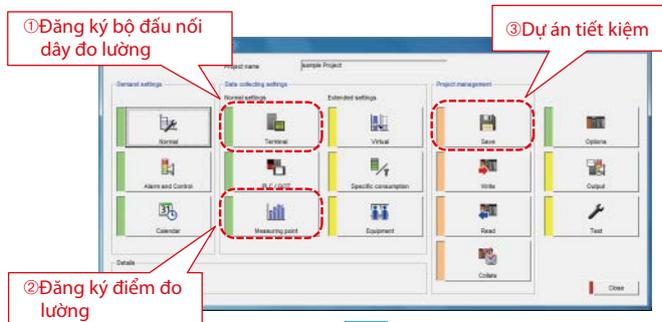 ①Đăng ký bộ đấu nối
dây đo lường
③Dự án tiết kiệm
Project name
sample Project
Demand settings
Data collecting settings
Project management
Normal settings
Extended settings
Normal
Terminal
Virtual
Save
Options
Alarm and Control
PLC / GOT
Specific consumption
Write
Output
Calendar
Measuring point
Equipment
Read
Test
Details
Collate
Close
②Đăng ký điểm đo
lường